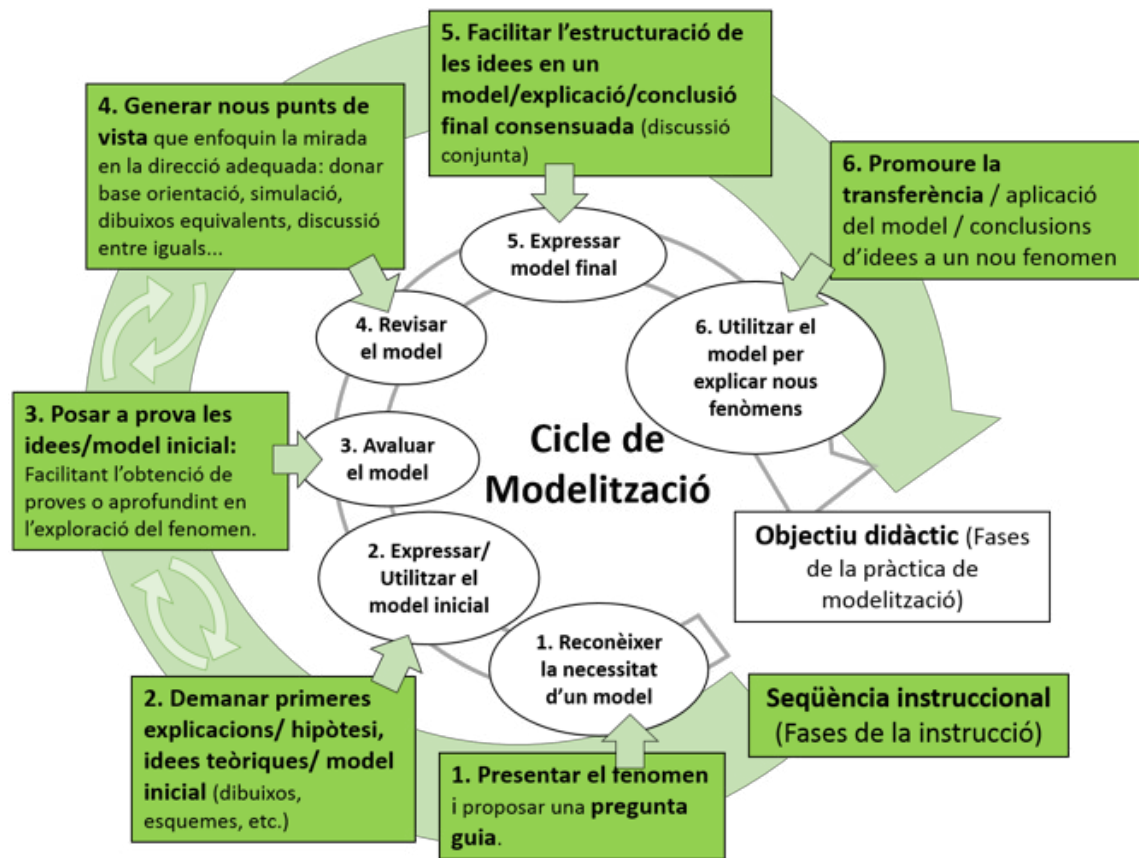 5. Facilitar l’estructuració de
les idees en un
model/explicació/conclusió
final consensuada (discussió
conjunta)
4. Generar nous punts de
vista que enfoquin la mirada
en la direcció adequada: donar
base orientació, simulació,
dibuixos equivalents, discussió
entre iguals...
6. Promoure la
transferència / aplicació
del model / conclusions
d’idees a un nou fenomen
5. Expressar
model final
4. Revisar
el model
6. Utilitzar el
model per
explicar nous
fenòmens
3. Posar a prova les
idees/model inicial:
Facilitant l’obtenció de
proves o aprofundint en
l’exploració del fenomen.
3. Avaluar
el model
Cicle de
Modelització
2. Expressar/
Utilitzar el
model inicial
Objectiu didàctic (Fases
de la pràctica de
modelització)
1. Reconèixer
la necessitat
d’un model
2. Demanar primeres
explicacions/ hipòtesi,
idees teòriques/ model
inicial (dibuixos,
esquemes, etc.)
1. Presentar el fenomen
i proposar una pregunta
guia.
Seqüència instruccional
(Fases de la instrucció)